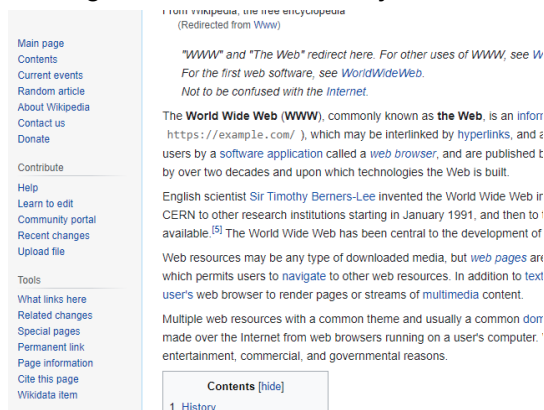 From Wikipedia, the free encyclopedia
(Redirected from Www)
Main page
Contents
Current events
Random article
About Wikipedia
Contact us
Donate
Contribute
Help
Learn to edit
Community portal
Recent changes
Upload file
Tools
What links here
Related changes
Special pages
Permanent link
Page information
Cite this page
Wikidata item
"WWW" and "The Web" redirect here. For other uses of WWW, see
For the first web software, see WorldWideWeb.
Not to be confused with the Internet.
The World Wide Web (WWW), commonly known as the Web, is an
https://example.com/ ), which may be interlinked by hyperlinks, and
users by a software application called a web browser, and are published
by over two decades and upon which technologies the Web is built.
English scientist Sir Timothy Berners-Lee invented the World Wide Web
CERN to other research institutions starting in January 1991, and then to
available.[5] The World Wide Web has been central to the development of
Web resources may be any type of downloaded media, but web pages are
which permits users to navigate to other web resources. In addition to text
user's web browser to render pages or streams of multimedia content.
Multiple web resources with a common theme and usually a common
made over the Internet from web browsers running on a user's computer.
entertainment, commercial, and governmental reasons.
Contents [hide]
1 History